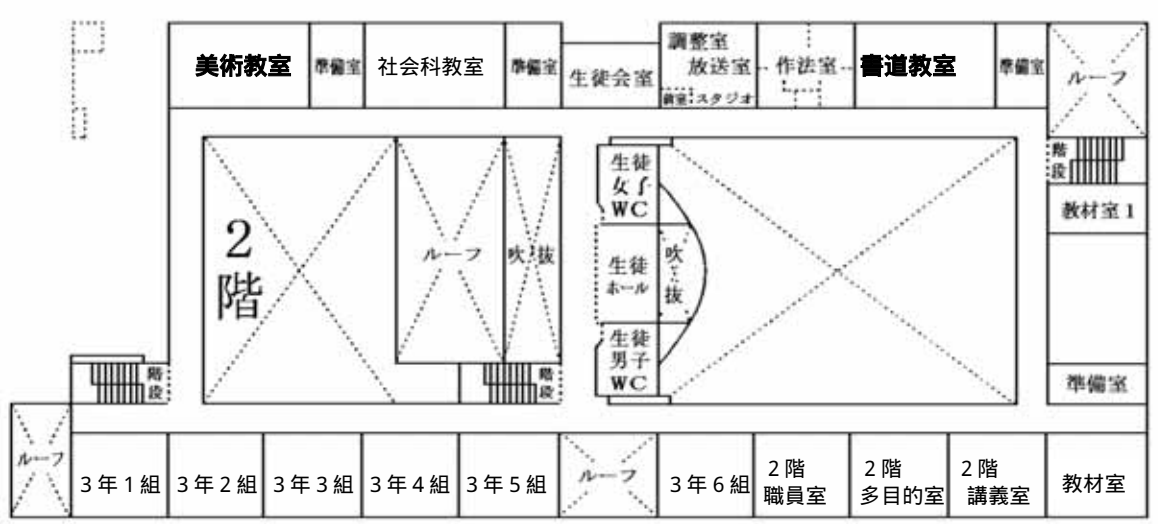 美術教室
準備室
社会科教室
準備室
生徒会室
調整室
放送室
前室
スタジオ
作法室
書道教室
準備室
ルーフ
階段
教材室1
準備室
2階
ルーフ
吹抜
生徒
女子
WC
生徒
ホール
吹抜
生徒
男子
WC
階段
階段
ルーフ
3年1組
3年2組
3年3組
3年4組
3年5組
ルーフ
3年6組
2階
職員室
2階
多目的室
2階
講義室
教材室